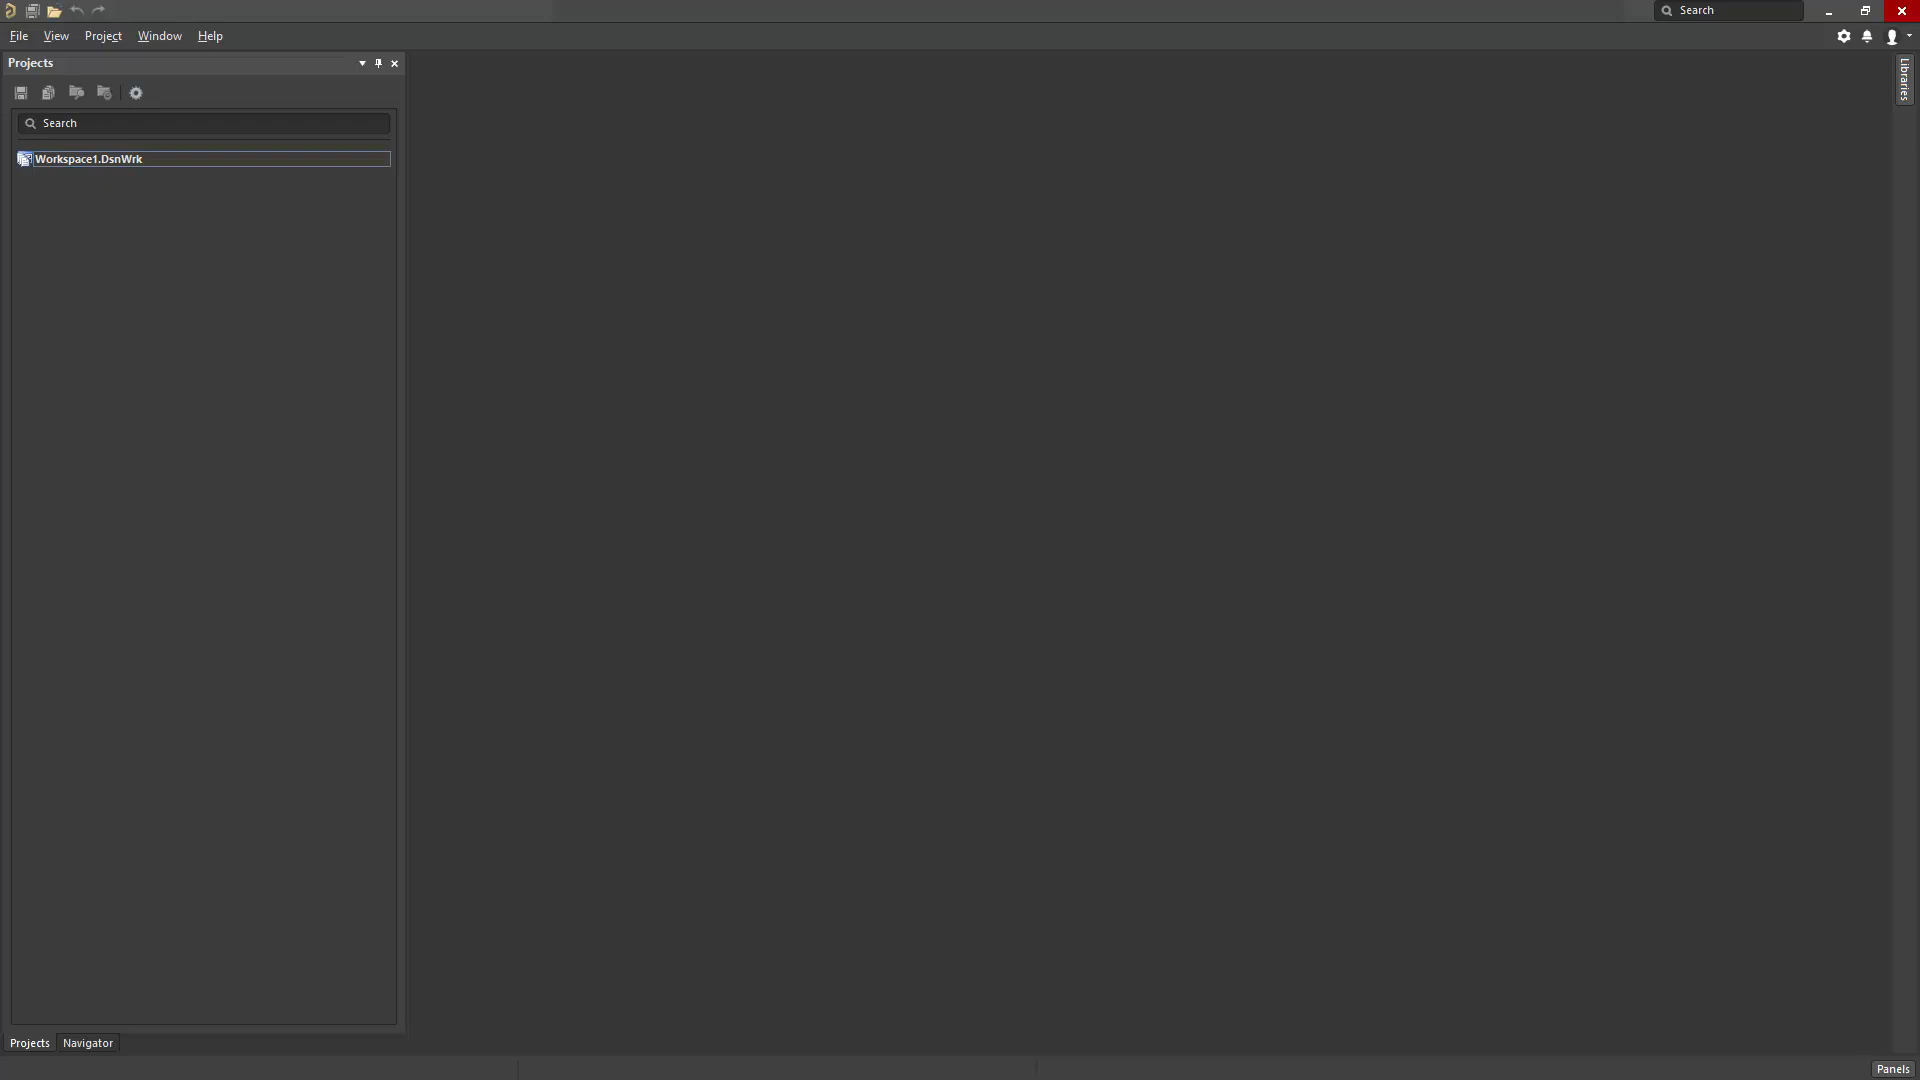 Search
File View Project Window Help
Projects
Libraries
Search
Workspace1.DsnWrk
Projects Navigator
Panels